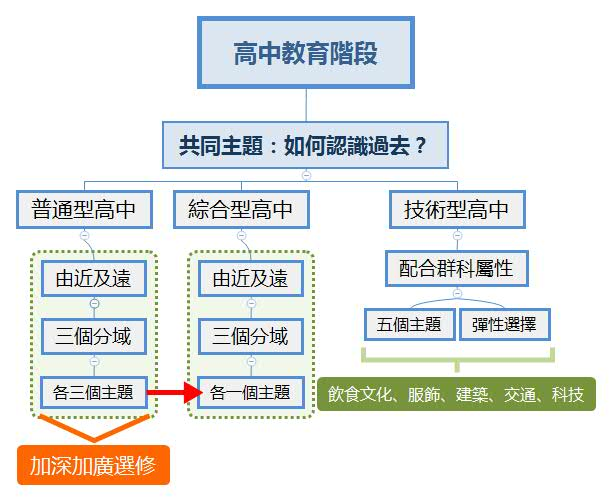 高中教育階段
共同主題：如何認識過去？
普通型高中
綜合型高中
技術型高中
由近及遠
由近及遠
配合群科屬性
三個分域
三個分域
五個主題
彈性選擇
各三個主題
各一個主題
飲食文化、服飾、建築、交通、科技
加深加廣選修